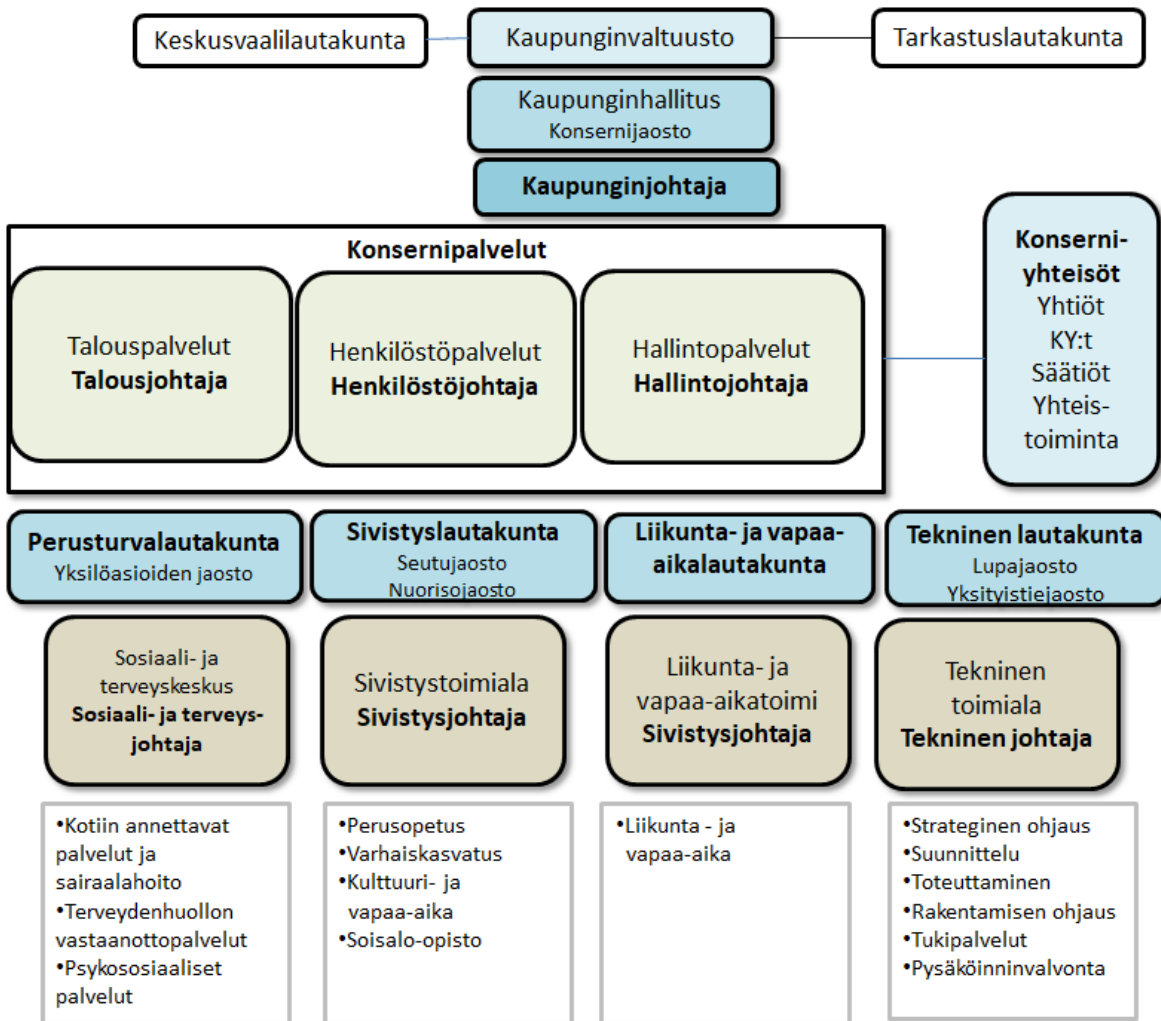 Keskusvaalilautakunta
Kaupunginvaltuusto
Tarkastuslautakunta
Kaupunginhallitus
Konsernijaosto
Kaupunginjohtaja
Konsernipalvelut
Talouspalvelut
Talousjohtaja
Henkilöstöpalvelut
Henkilöstöjohtaja
Hallintopalvelut
Hallintojohtaja
Konserni-
yhteisöt
Yhtiöt
KY:t
Säätiöt
Yhteis-
toiminta
Perusturvalautakunta
Yksilöasioiden jaosto
Sivistyslautakunta
Seutujaosto
Nuorisojaosto
Liikunta- ja vapaa-
aikalautakunta
Tekninen lautakunta
Lupajaosto
Yksityistiejaosto
Sosiaali- ja
terveyskeskus
Sosiaali- ja terveys-
johtaja
Sivistystoimiala
Sivistysjohtaja
Liikunta- ja
vapaa-aikatoimi
Sivistysjohtaja
Tekninen
toimiala
Tekninen johtaja
•Kotiin annettavat
palvelut ja
sairaalahoito
•Terveydenhuollon
vastaanottopalvelut
•Psykososiaaliset
palvelut
•Perusopetus
•Varhaiskasvatus
•Kulttuuri- ja
vapaa-aika
•Soisalo-opisto
•Liikunta - ja
vapaa-aika
•Strateginen ohjaus
•Suunnittelu
•Toteuttaminen
•Rakentamisen ohjaus
•Tukipalvelut
•Pysäköinninvalvonta